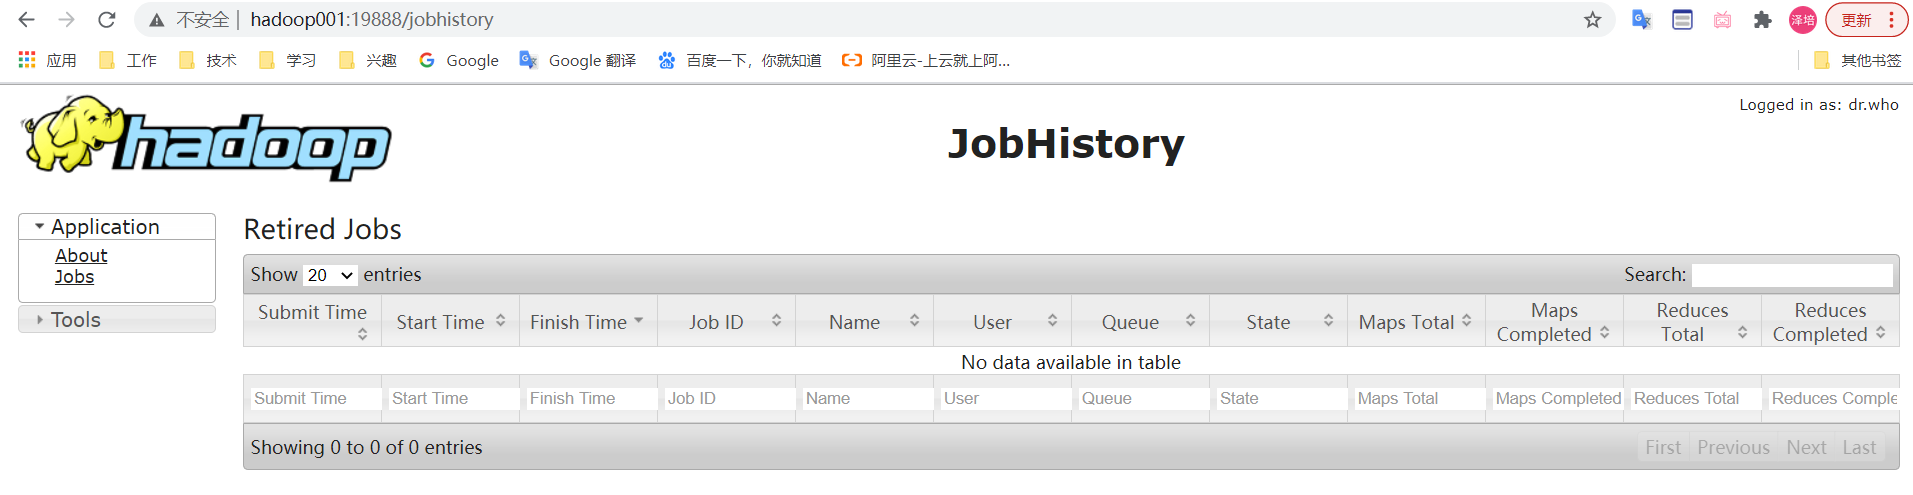 不安全 | hadoop001:19888/jobhistory 泽培 更新
应用 工作 技术 学习 兴趣 Google Google 翻译 百度一下，你就知道 阿里云-上云就上阿... 其他书签
Logged in as: dr.who
hadoop
JobHistory
Application
About
Jobs
Tools
Retired Jobs
Show 20 entries Search:
Submit Time Start Time Finish Time Job ID Name User Queue State Maps Total Maps Completed Reduces Total Reduces Completed
No data available in table
Submit Time Start Time Finish Time Job ID Name User Queue State Maps Total Maps Completed Reduces Total Reduces Comple
Showing 0 to 0 of 0 entries First Previous Next Last